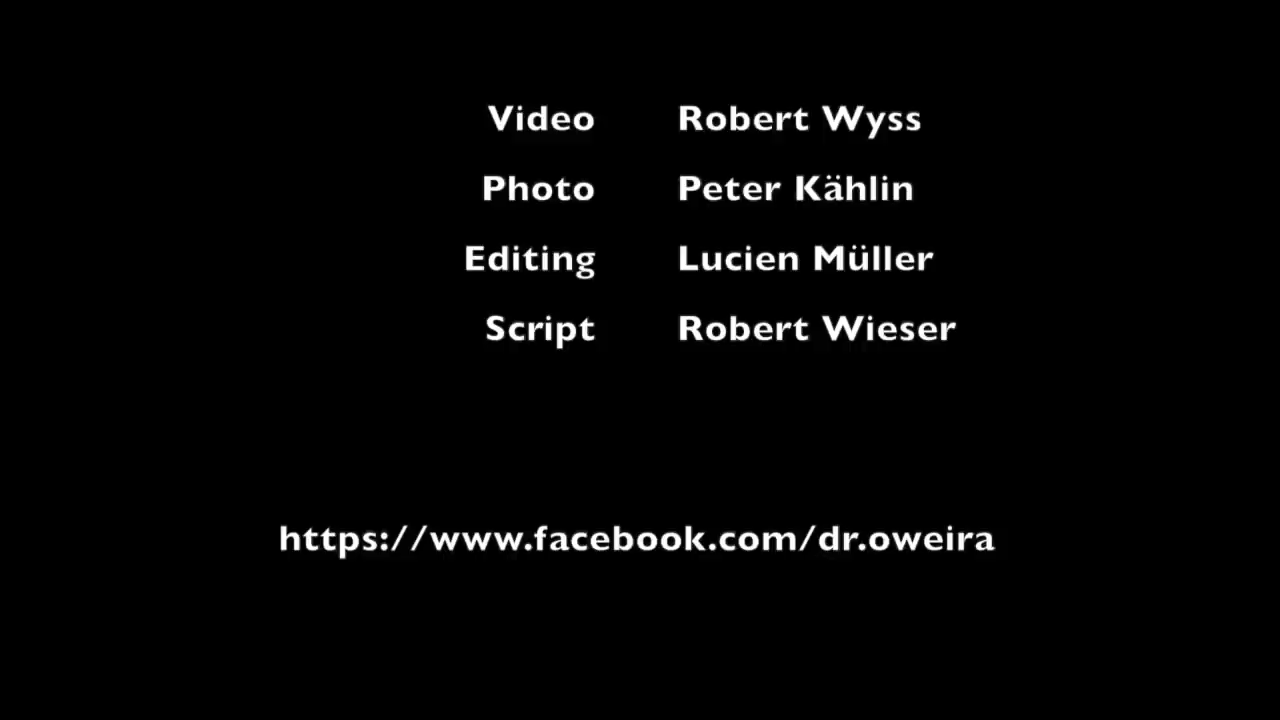 Video Robert Wyss
Photo Peter Kählin
Editing Lucien Müller
Script Robert Wieser
https://www.facebook.com/dr.oweira